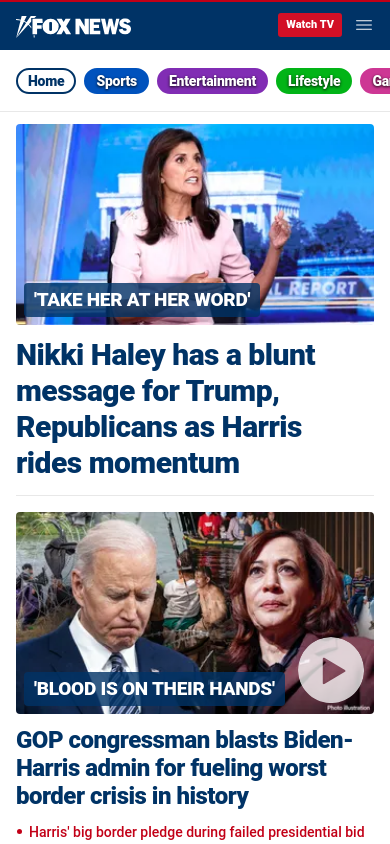 FOX NEWS
Watch TV
Home
Sports
Entertainment
Lifestyle
Ga
AL REPORT
'TAKE HER AT HER WORD'
Nikki Haley has a blunt
message for Trump,
Republicans as Harris
rides momentum
'BLOOD IS ON THEIR HANDS'
Photo illustration
GOP congressman blasts Biden-
Harris admin for fueling worst
border crisis in history
• Harris' big border pledge during failed presidential bid